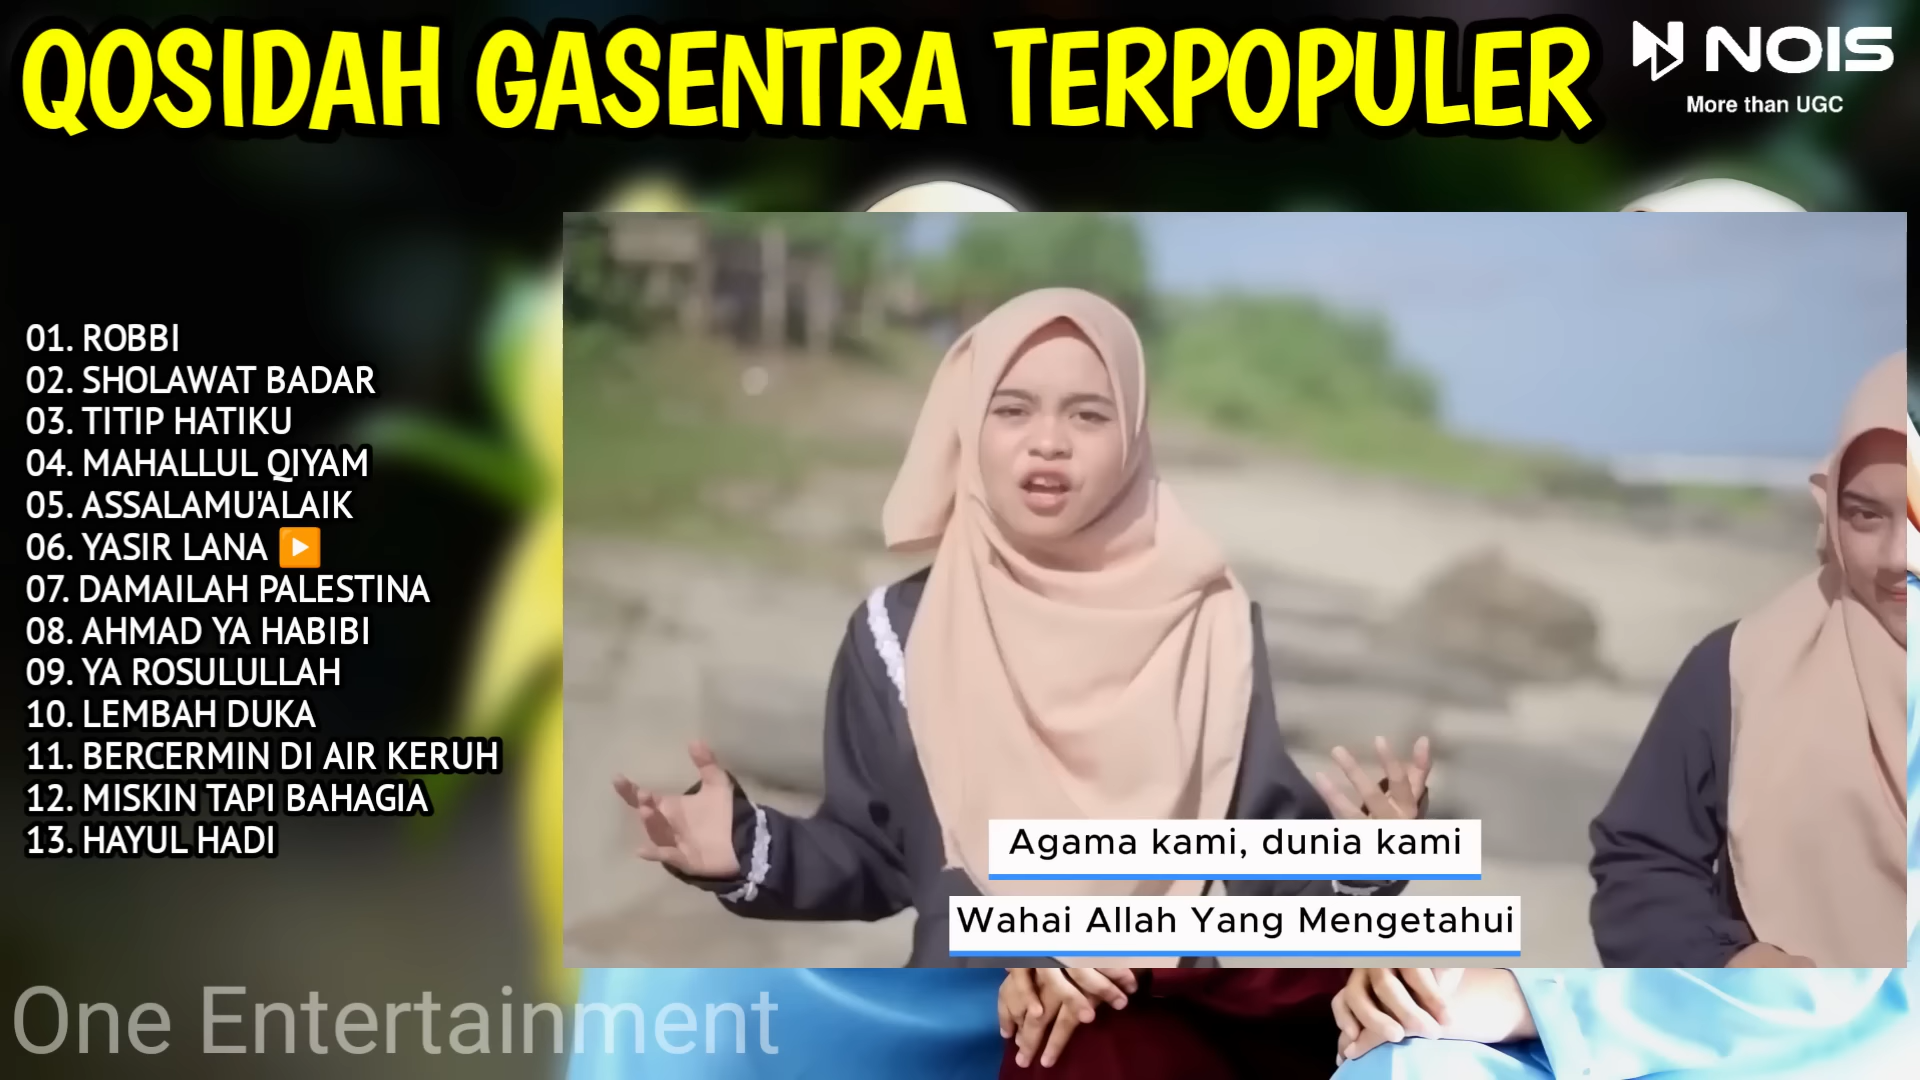 QOSIDAH GASENTRA TERPOPULER
NOIS
More than UGC
01. ROBBI
02. SHOLAWAT BADAR
03. TITIP HATIKU
04. MAHALLUL QIYAM
05. ASSALAMU'ALAIK
06. YASIR LANA ▶️
07. DAMAILAH PALESTINA
08. AHMAD YA HABIBI
09. YA ROSULULLAH
10. LEMBAH DUKA
11. BERCERMIN DI AIR KERUH
12. MISKIN TAPI BAHAGIA
13. HAYUL HADI
Agama kami, dunia kami
Wahai Allah Yang Mengetahui
One Entertainment